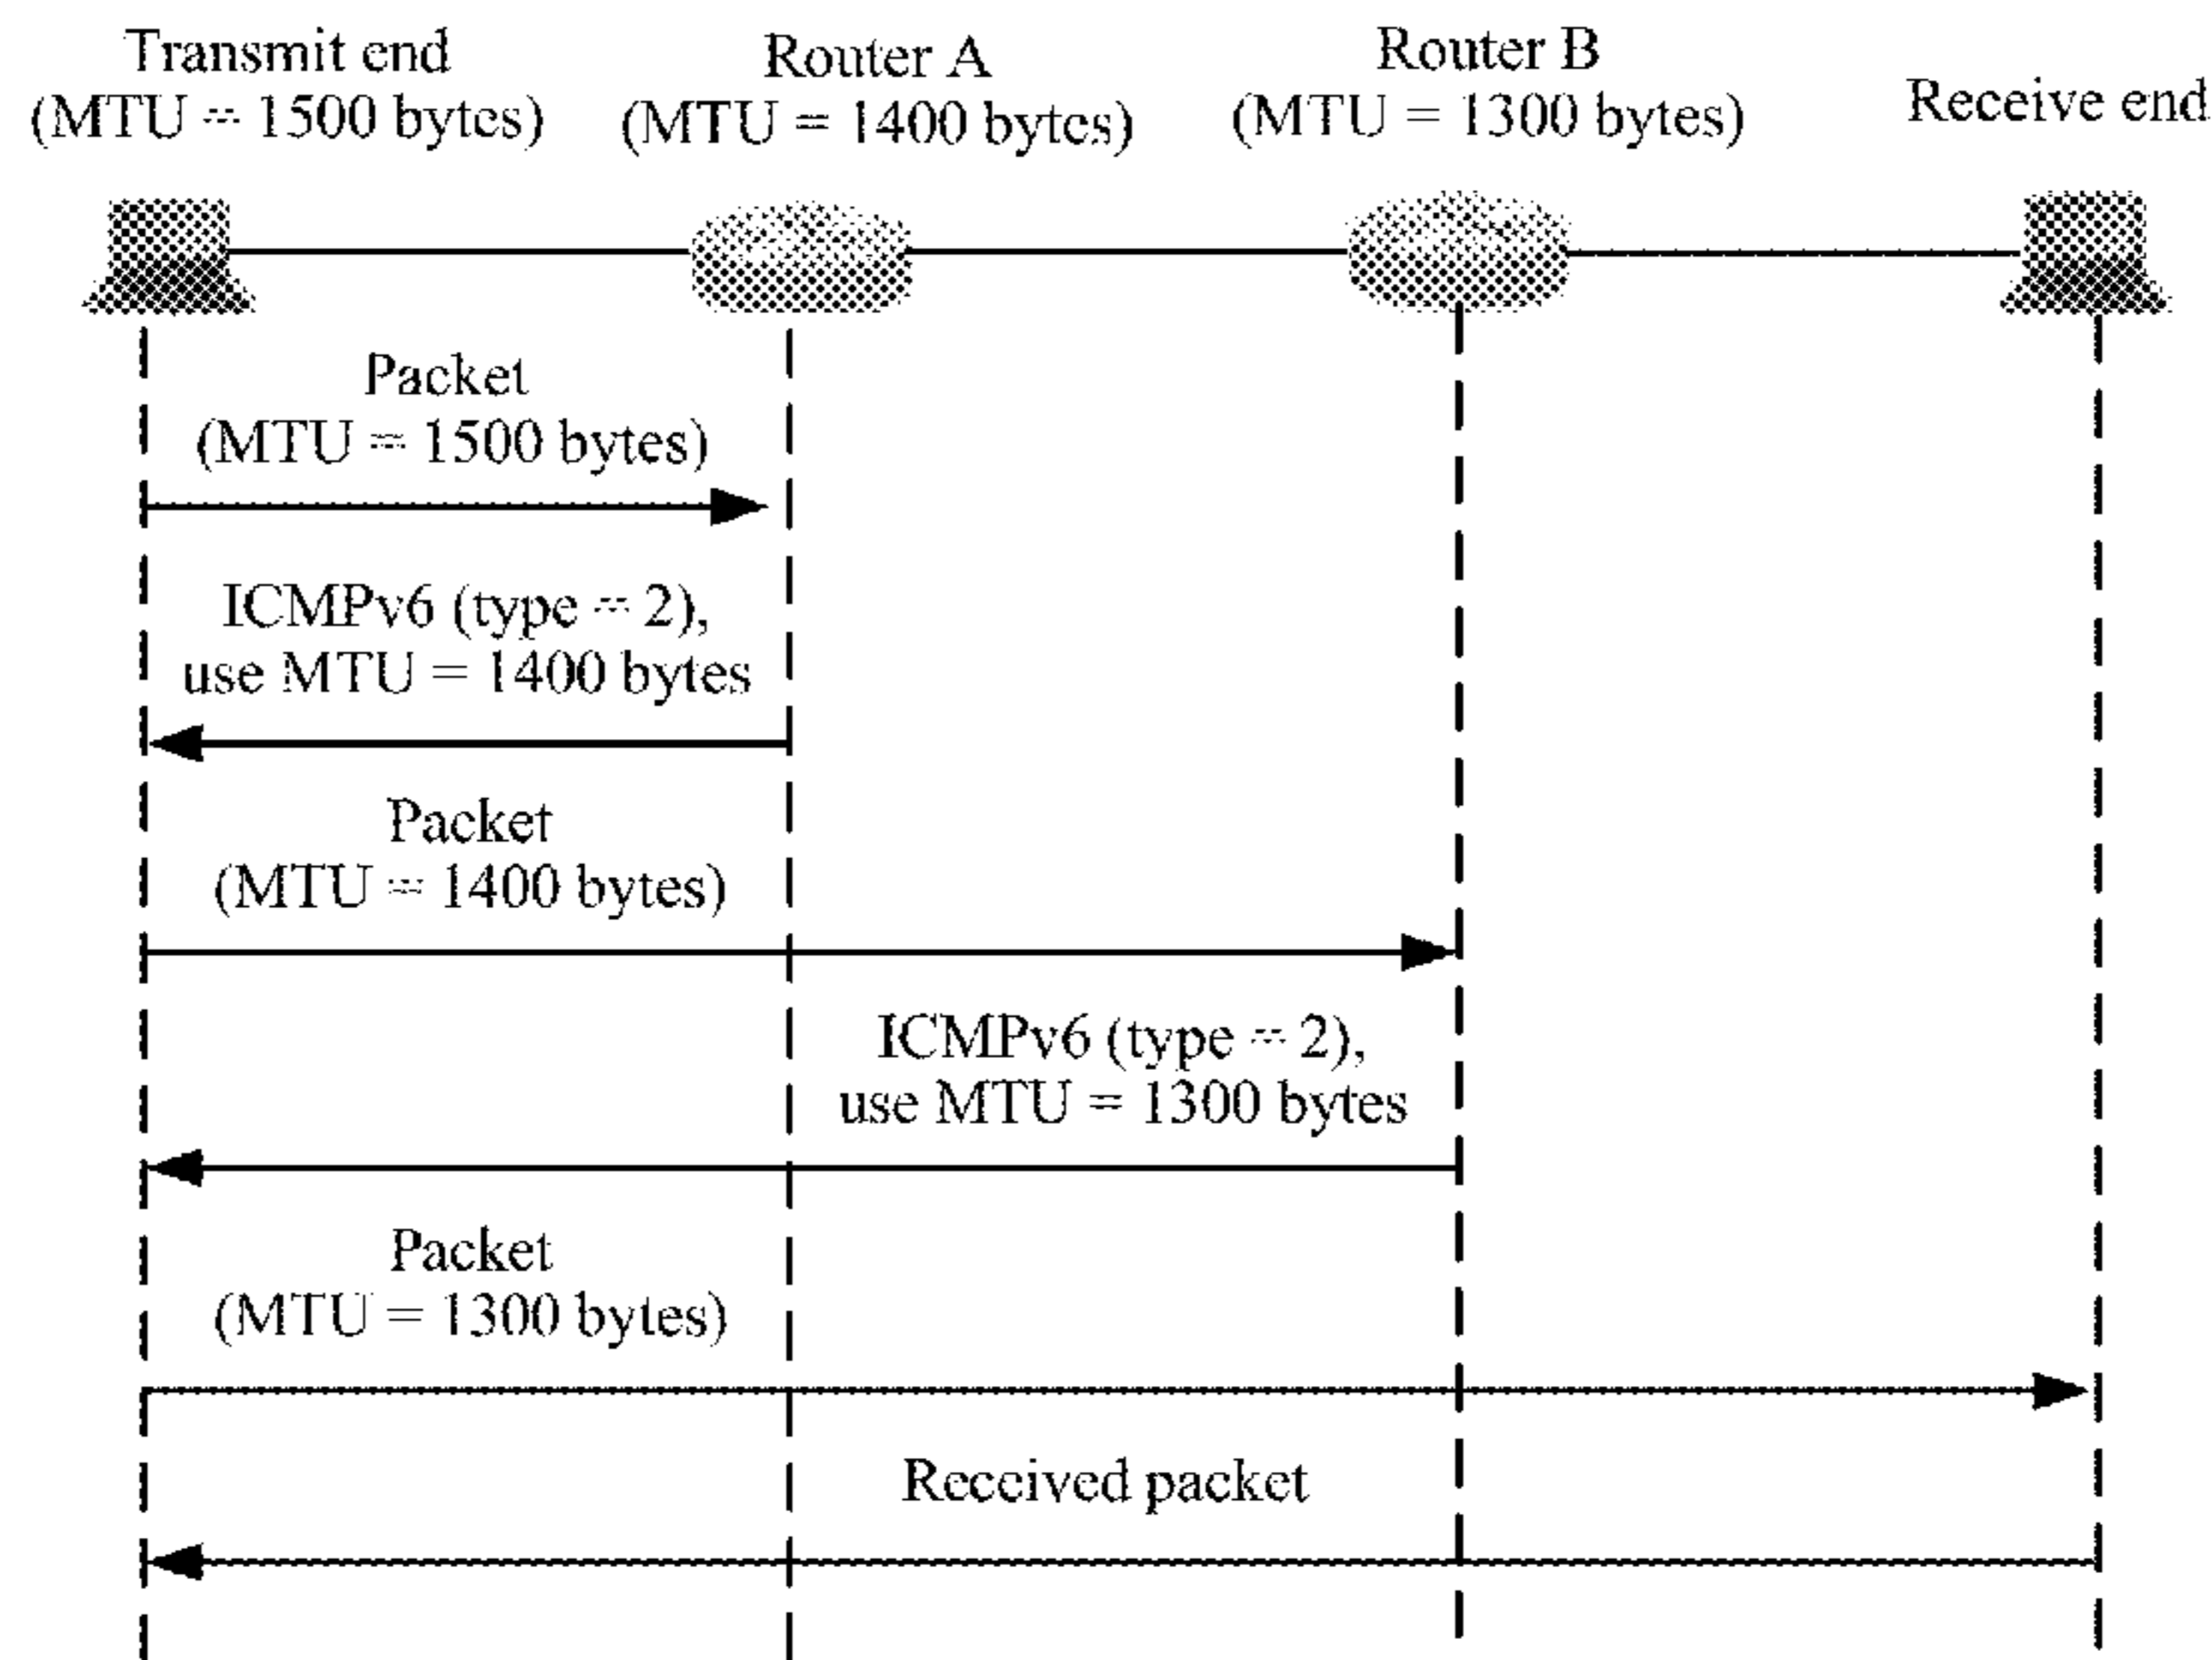 Transmit end
(MTU = 1500 bytes)
Router A
(MTU = 1400 bytes)
Router B
(MTU = 1300 bytes)
Receive end
Packet
(MTU = 1500 bytes)
ICMPv6 (type = 2),
use MTU = 1400 bytes
Packet
(MTU = 1400 bytes)
ICMPv6 (type = 2),
use MTU = 1300 bytes
Packet
(MTU = 1300 bytes)
Received packet